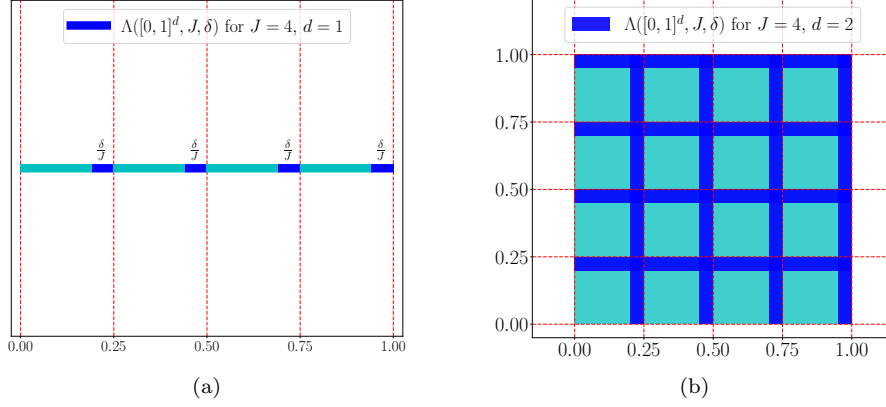 Λ([0, 1]^d, J, δ) for J = 4, d = 1
δ/J δ/J δ/J δ/J
0.00 0.25 0.50 0.75 1.00
(a)
Λ([0, 1]^d, J, δ) for J = 4, d = 2
1.00
0.75
0.50
0.25
0.00
0.00 0.25 0.50 0.75 1.00
(b)